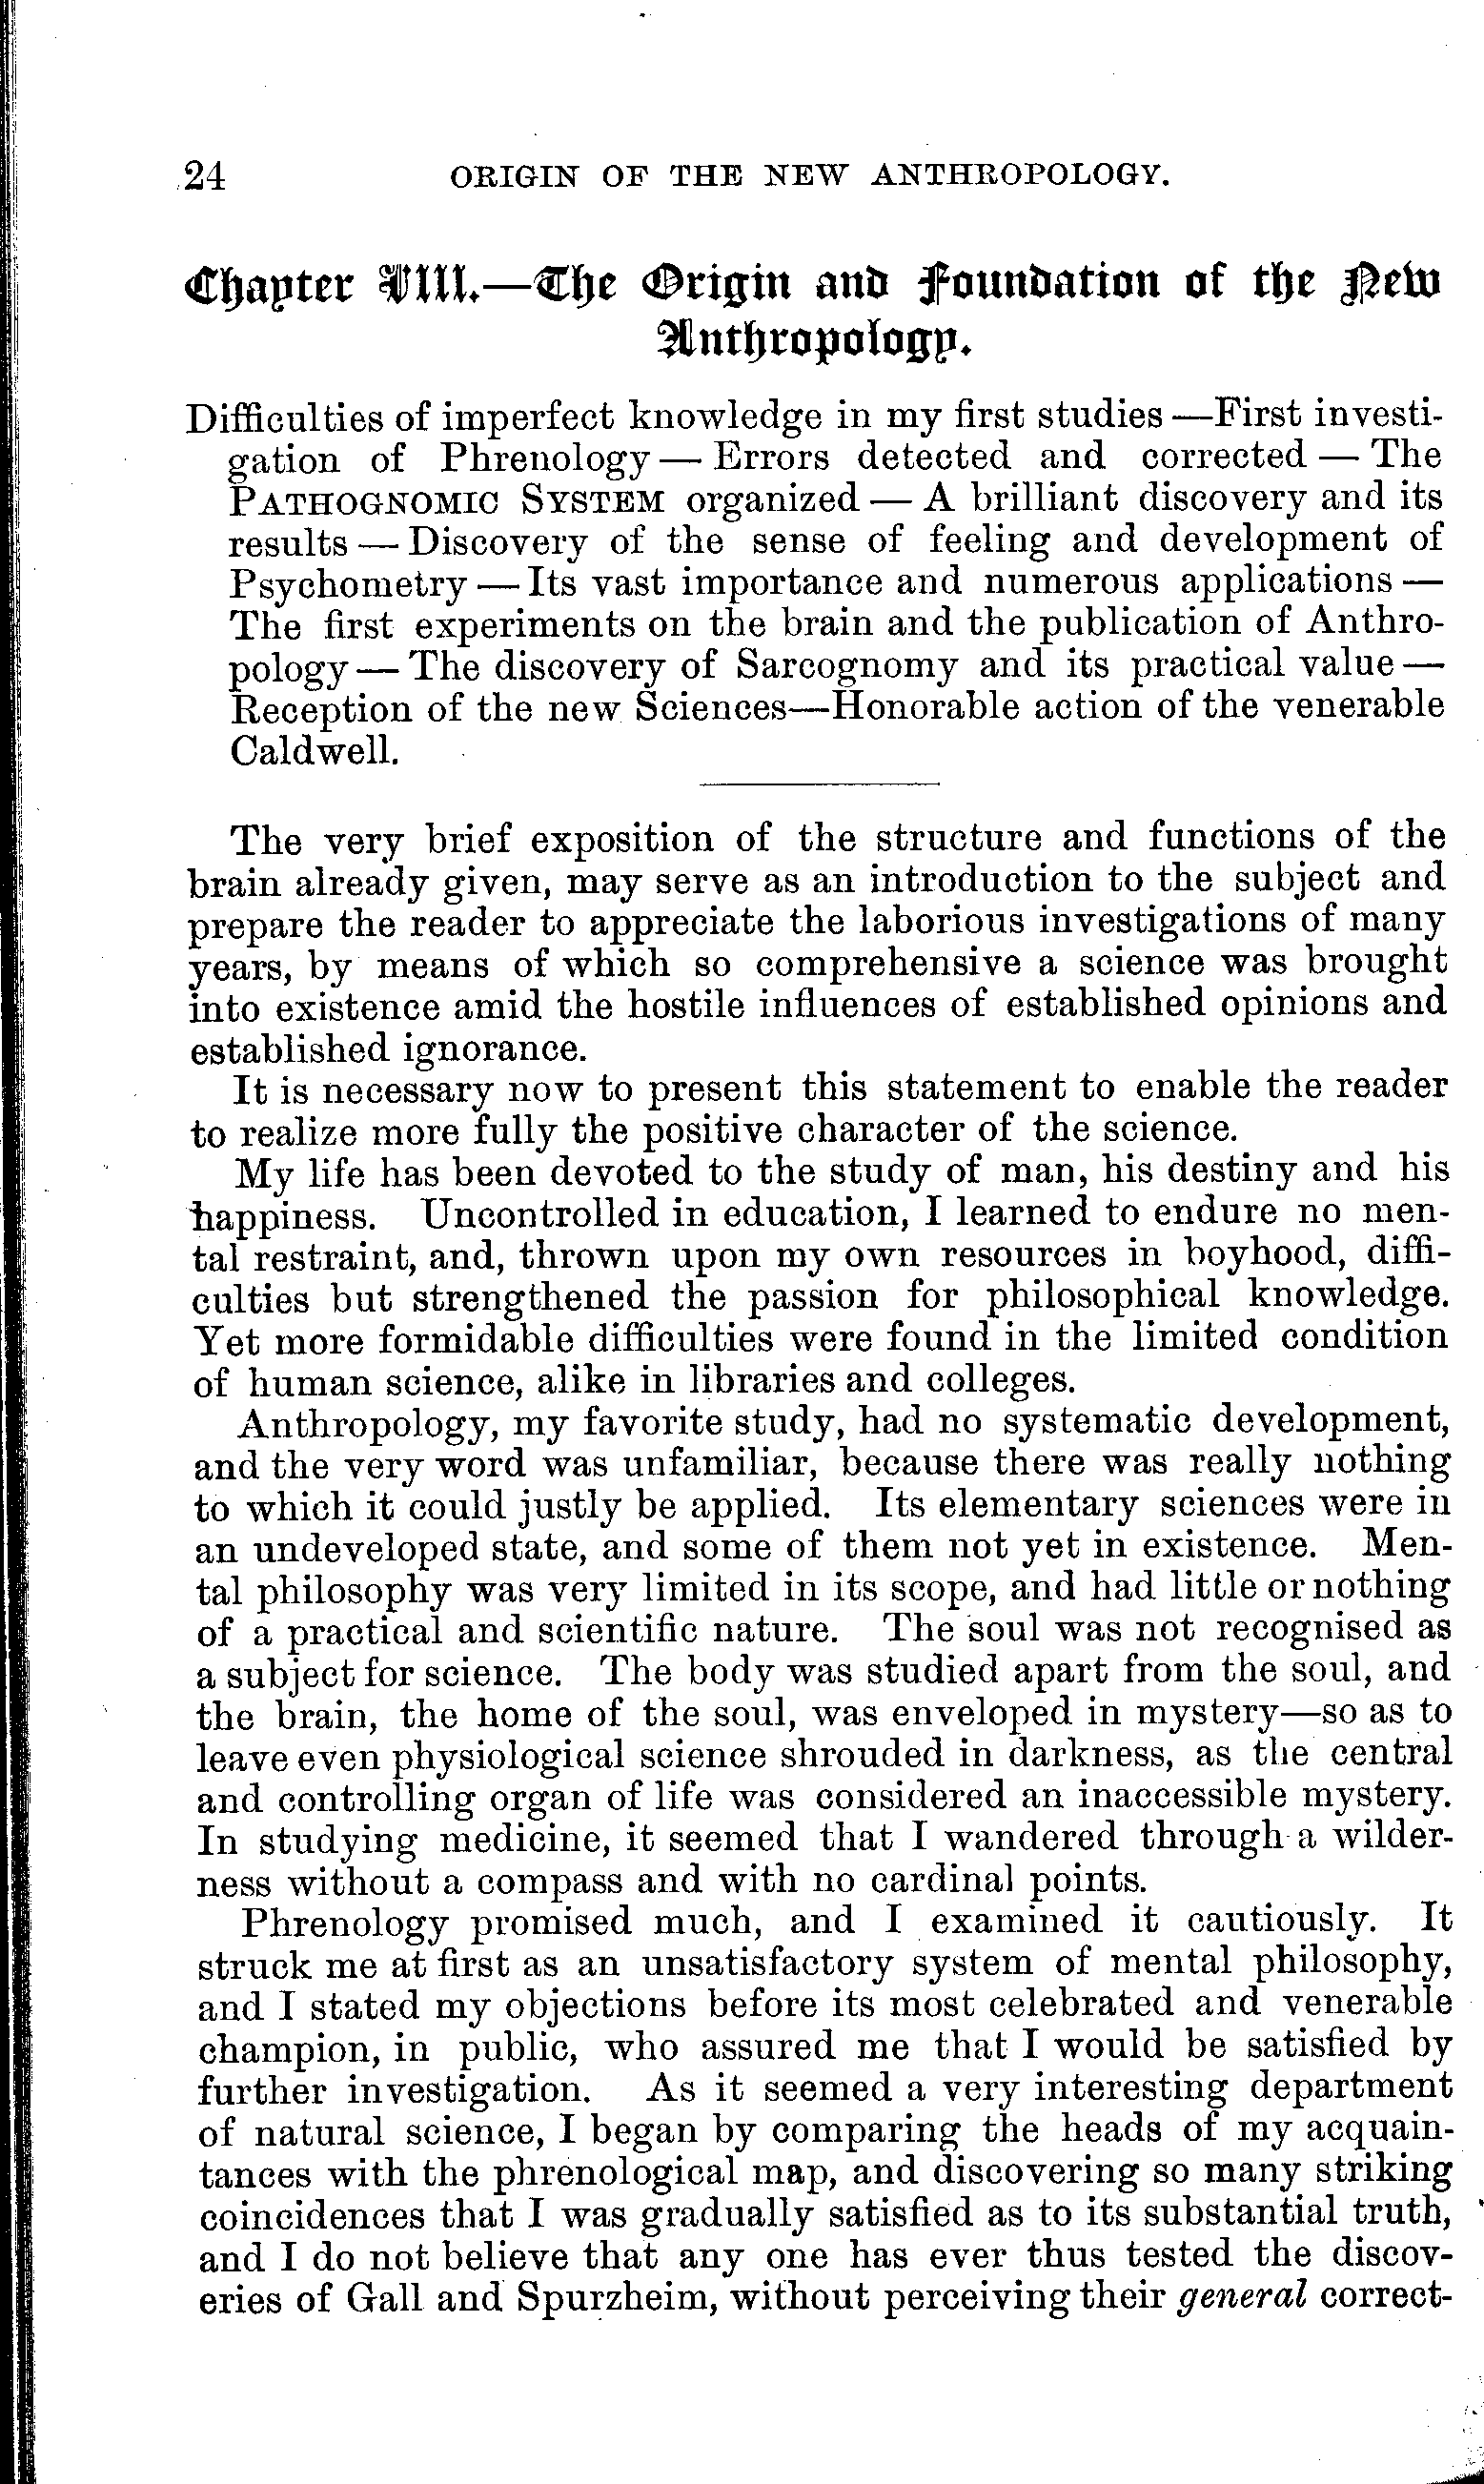 24 ORIGIN OF THE NEW ANTHROPOLOGY.
Chapter VIII.—The Origin and Foundation of the New
Anthropology.
Difficulties of imperfect knowledge in my first studies—First investi-
gation of Phrenology— Errors detected and corrected — The
PATHOGNOMIC SYSTEM organized — A brilliant discovery and its
results — Discovery of the sense of feeling and development of
Psychometry — Its vast importance and numerous applications —
The first experiments on the brain and the publication of Anthro-
pology — The discovery of Sarcognomy and its practical value —
Reception of the new Sciences—Honorable action of the venerable
Caldwell.
The very brief exposition of the structure and functions of the
brain already given, may serve as an introduction to the subject and
prepare the reader to appreciate the laborious investigations of many
years, by means of which so comprehensive a science was brought
into existence amid the hostile influences of established opinions and
established ignorance.
It is necessary now to present this statement to enable the reader
to realize more fully the positive character of the science.
My life has been devoted to the study of man, his destiny and his
happiness. Uncontrolled in education, I learned to endure no men-
tal restraint, and, thrown upon my own resources in boyhood, diffi-
culties but strengthened the passion for philosophical knowledge.
Yet more formidable difficulties were found in the limited condition
of human science, alike in libraries and colleges.
Anthropology, my favorite study, had no systematic development,
and the very word was unfamiliar, because there was really nothing
to which it could justly be applied. Its elementary sciences were in
an undeveloped state, and some of them not yet in existence. Men-
tal philosophy was very limited in its scope, and had little or nothing
of a practical and scientific nature. The soul was not recognised as
a subject for science. The body was studied apart from the soul, and
the brain, the home of the soul, was enveloped in mystery—so as to
leave even physiological science shrouded in darkness, as the central
and controlling organ of life was considered an inaccessible mystery.
In studying medicine, it seemed that I wandered through a wilder-
ness without a compass and with no cardinal points.
Phrenology promised much, and I examined it cautiously. It
struck me at first as an unsatisfactory system of mental philosophy,
and I stated my objections before its most celebrated and venerable
champion, in public, who assured me that I would be satisfied by
further investigation. As it seemed a very interesting department
of natural science, I began by comparing the heads of my acquain-
tances with the phrenological map, and discovering so many striking
coincidences that I was gradually satisfied as to its substantial truth,
and I do not believe that any one has ever thus tested the discov-
eries of Gall and Spurzheim, without perceiving their general correct-